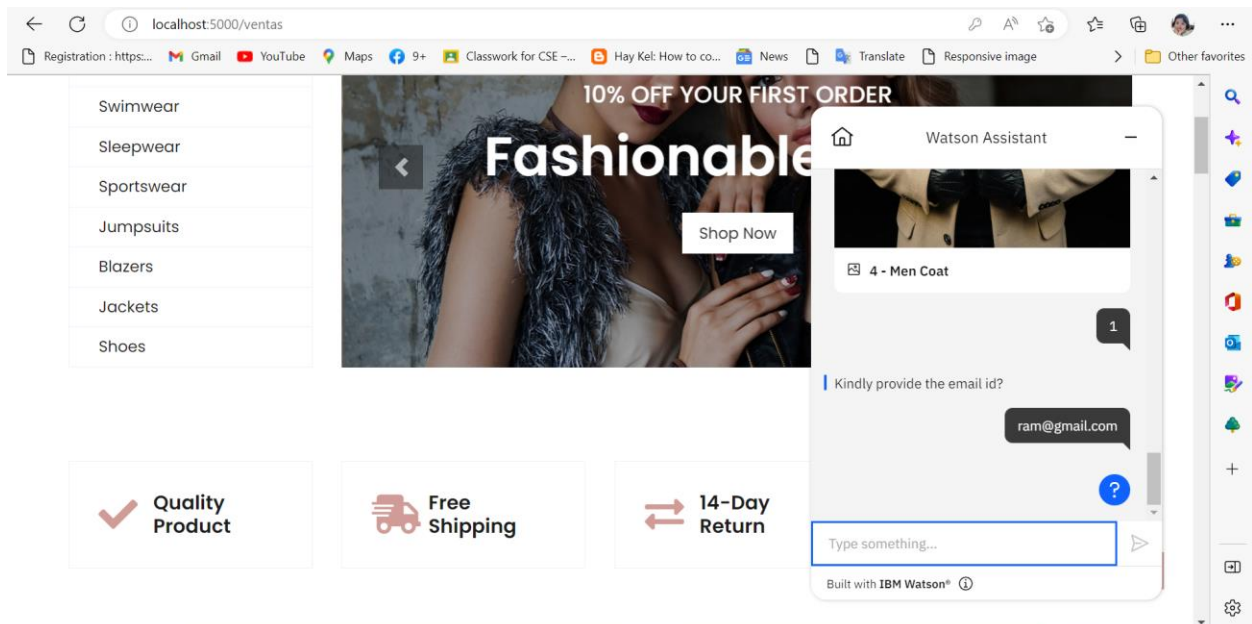 localhost:5000/ventas
Registration : https:... Gmail YouTube Maps 9+ Classwork for CSE –... Hay Kel: How to co... News Translate Responsive image Other favorites
Swimwear
Sleepwear
Sportswear
Jumpsuits
Blazers
Jackets
Shoes
10% OFF YOUR FIRST ORDER
Fashionable
Shop Now
Quality
Product
Free
Shipping
14-Day
Return
Watson Assistant
4 - Men Coat
1
Kindly provide the email id?
ram@gmail.com
?
Type something...
Built with IBM Watson®